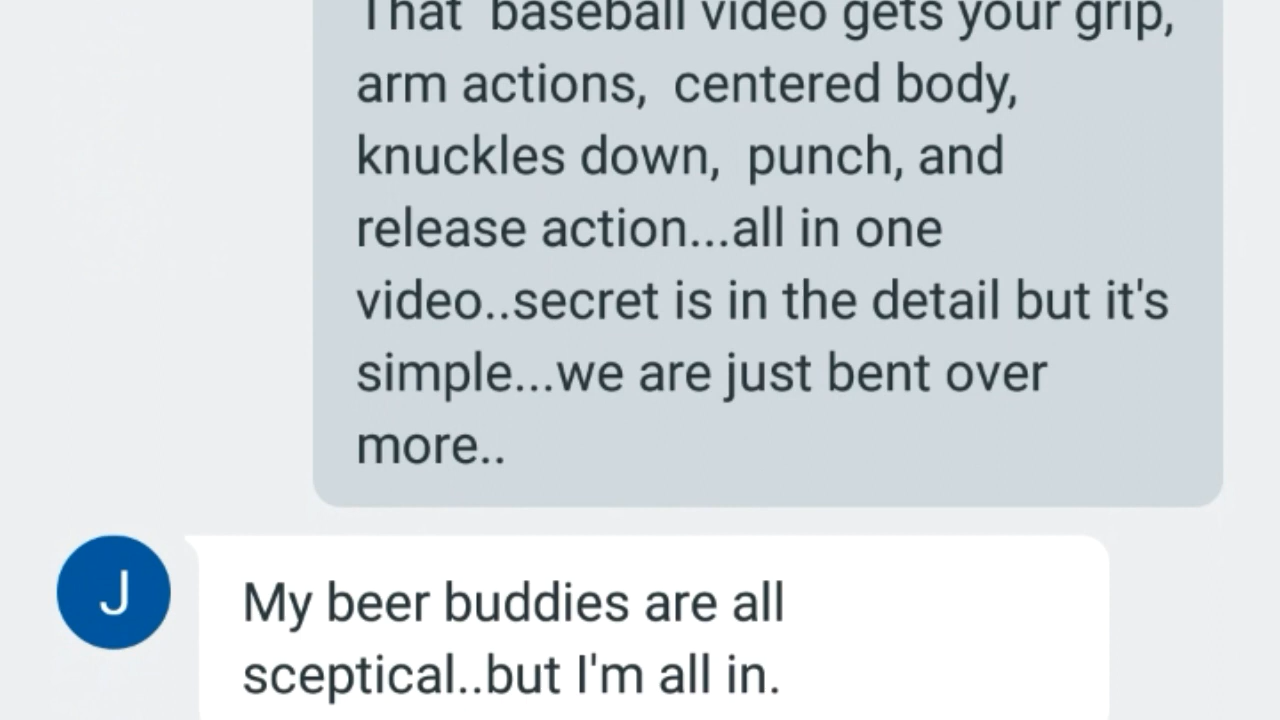 That  baseball video gets your grip,
arm actions,  centered body,
knuckles down,  punch, and
release action...all in one
video..secret is in the detail but it's
simple...we are just bent over
more..
J
My beer buddies are all
sceptical..but I'm all in.